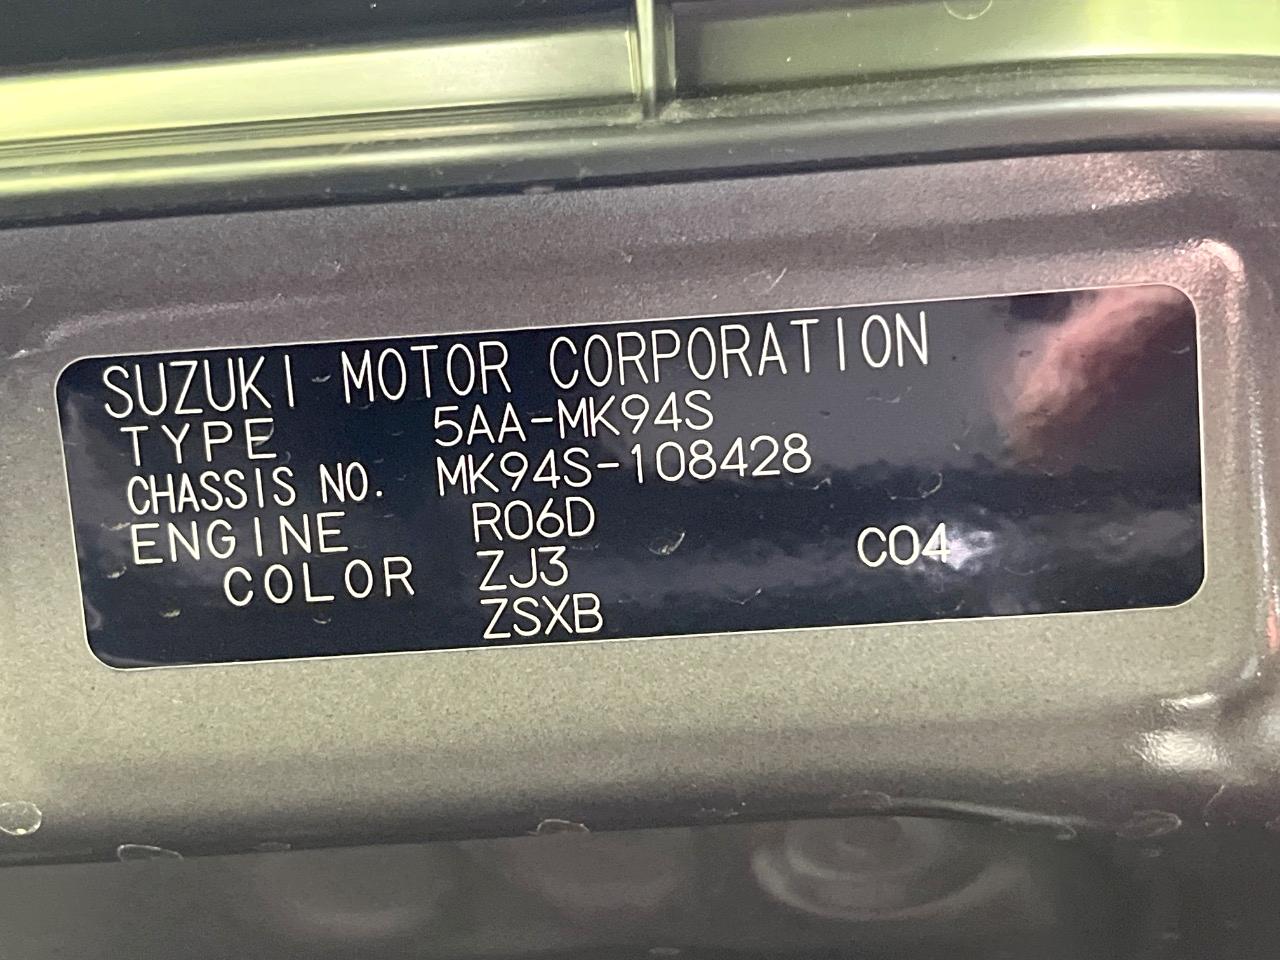 SUZUKI MOTOR CORPORATION
TYPE 5AA-MK94S
CHASSIS NO. MK94S-108428
ENGINE R06D
COLOR ZJ3 C04
ZSXB